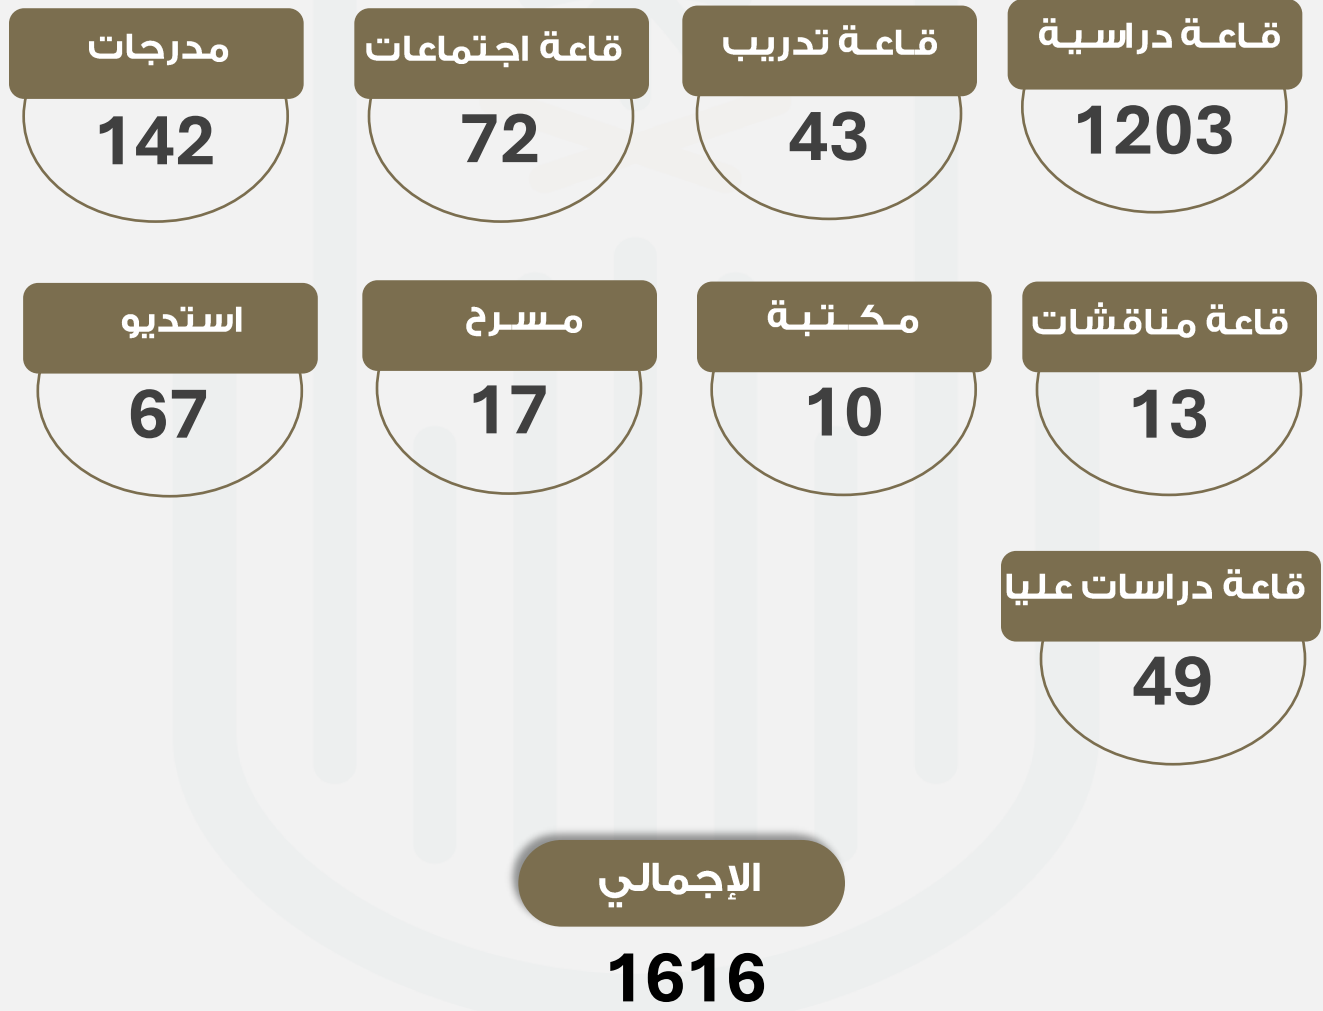 قاعة دراسية
1203
قاعة تدريب
43
قاعة اجتماعات
72
مدرجات
142
قاعة مناقشات
13
مكتبة
10
مسرح
17
استديو
67
قاعة دراسات عليا
49
الإجمالي
1616